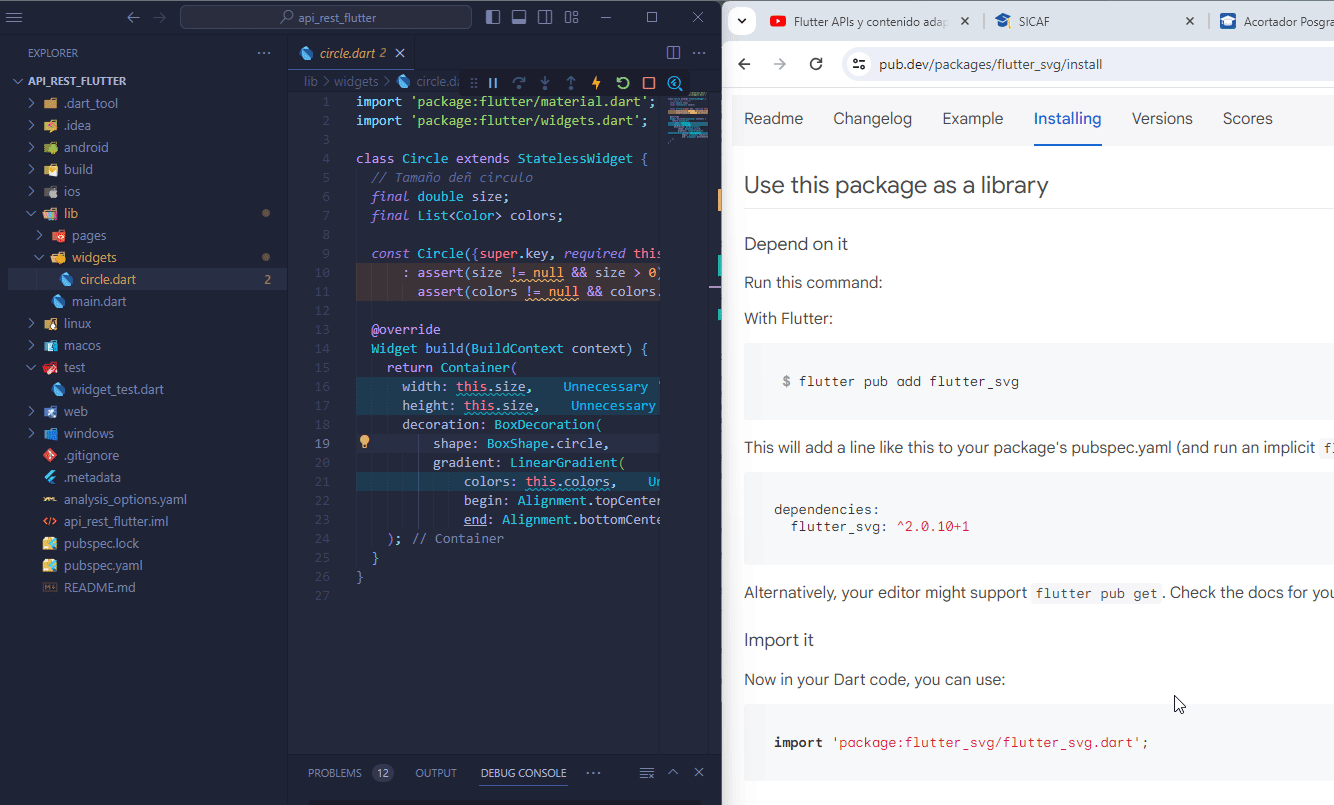 api_rest_flutter
EXPLORER
API_REST_FLUTTER
.dart_tool
.idea
android
build
ios
lib
pages
widgets
circle.dart 2
main.dart
linux
macos
test
widget_test.dart
web
windows
.gitignore
.metadata
analysis_options.yaml
api_rest_flutter.iml
pubspec.lock
pubspec.yaml
README.md
circle.dart 2
lib > widgets > circle.da
1 import 'package:flutter/material.dart';
2 import 'package:flutter/widgets.dart';
3
4 class Circle extends StatelessWidget {
5 // Tamaño deñ circulo
6 final double size;
7 final List<Color> colors;
8
9 const Circle({super.key, required this
10 : assert(size != null && size > 0)
11 assert(colors != null && colors.
12
13 @override
14 Widget build(BuildContext context) {
15 return Container(
16 width: this.size, Unnecessary
17 height: this.size, Unnecessary
18 decoration: BoxDecoration(
19 shape: BoxShape.circle,
20 gradient: LinearGradient(
21 colors: this.colors, Un
22 begin: Alignment.topCenter
23 end: Alignment.bottomCente
24 ); // Container
25 }
26 }
27
PROBLEMS 12 OUTPUT DEBUG CONSOLE
Flutter APIs y contenido adap
SICAF
Acortador Posgra
pub.dev/packages/flutter_svg/install
Readme Changelog Example Installing Versions Scores
Use this package as a library
Depend on it
Run this command:
With Flutter:
$ flutter pub add flutter_svg
This will add a line like this to your package's pubspec.yaml (and run an implicit fl
dependencies:
flutter_svg: ^2.0.10+1
Alternatively, your editor might support flutter pub get. Check the docs for you
Import it
Now in your Dart code, you can use:
import 'package:flutter_svg/flutter_svg.dart';